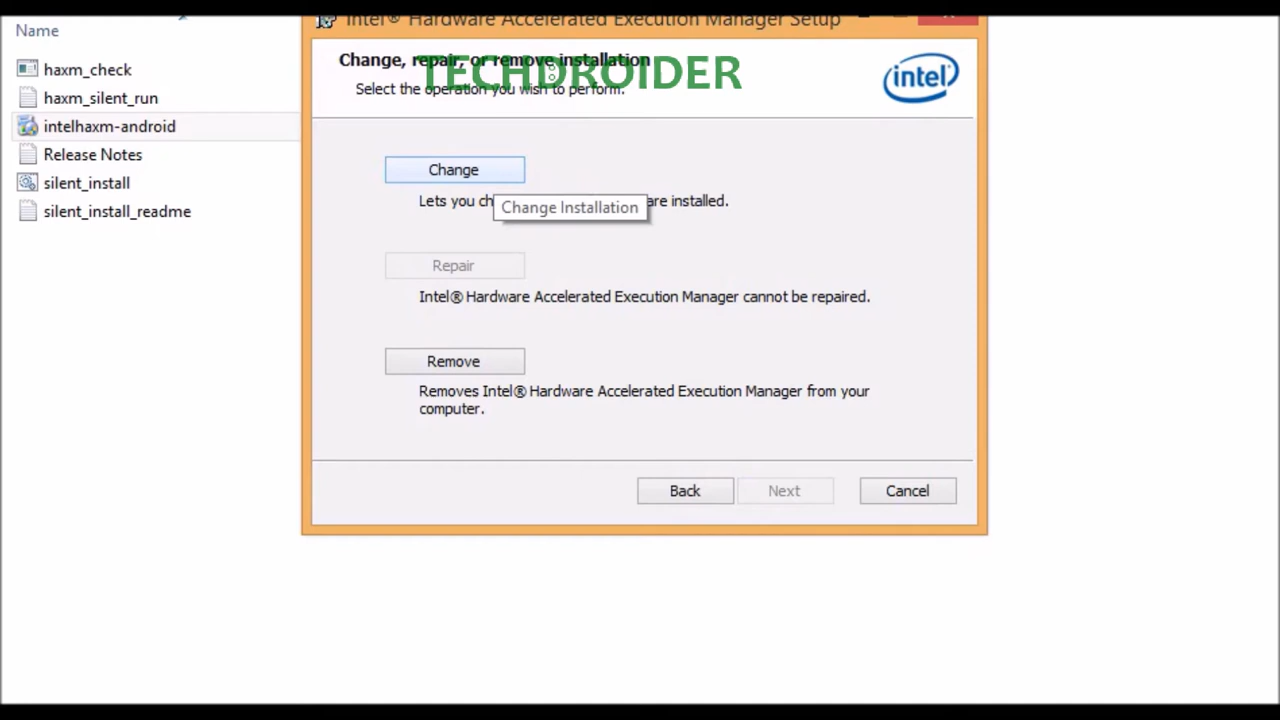 Name
haxm_check
haxm_silent_run
intelhaxm-android
Release Notes
silent_install
silent_install_readme
Intel® Hardware Accelerated Execution Manager Setup
Change, repair, or remove installation
TECHDROIDER
Select the operation you wish to perform.
intel
Change
Lets you ch are installed.
Change Installation
Repair
Intel® Hardware Accelerated Execution Manager cannot be repaired.
Remove
Removes Intel® Hardware Accelerated Execution Manager from your
computer.
Back
Next
Cancel